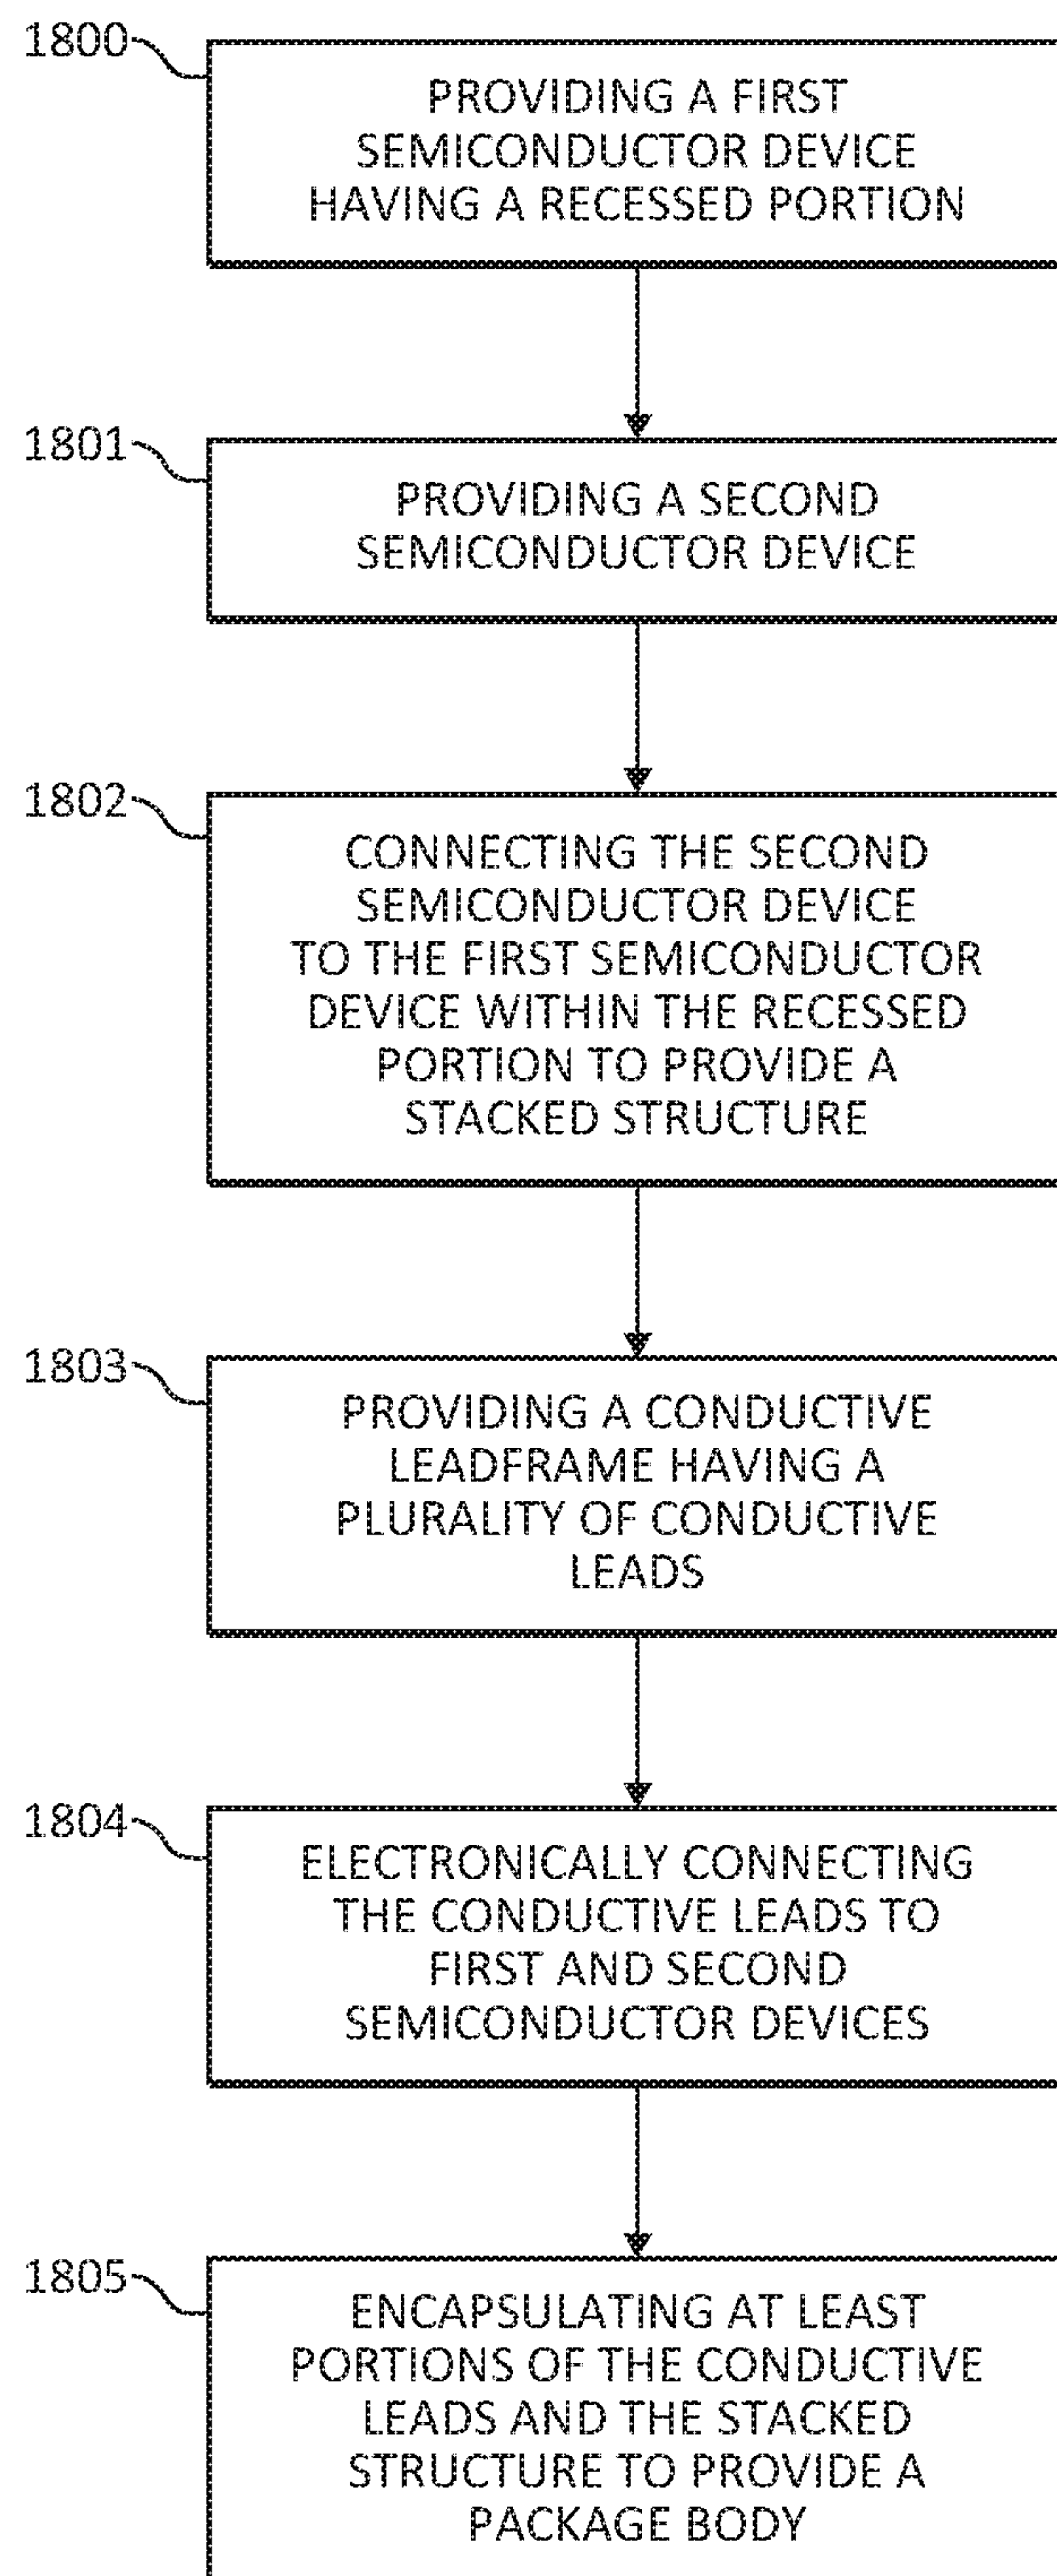 1800
PROVIDING A FIRST
SEMICONDUCTOR DEVICE
HAVING A RECESSED PORTION
1801
PROVIDING A SECOND
SEMICONDUCTOR DEVICE
1802
CONNECTING THE SECOND
SEMICONDUCTOR DEVICE
TO THE FIRST SEMICONDUCTOR
DEVICE WITHIN THE RECESSED
PORTION TO PROVIDE A
STACKED STRUCTURE
1803
PROVIDING A CONDUCTIVE
LEADFRAME HAVING A
PLURALITY OF CONDUCTIVE
LEADS
1804
ELECTRONICALLY CONNECTING
THE CONDUCTIVE LEADS TO
FIRST AND SECOND
SEMICONDUCTOR DEVICES
1805
ENCAPSULATING AT LEAST
PORTIONS OF THE CONDUCTIVE
LEADS AND THE STACKED
STRUCTURE TO PROVIDE A
PACKAGE BODY